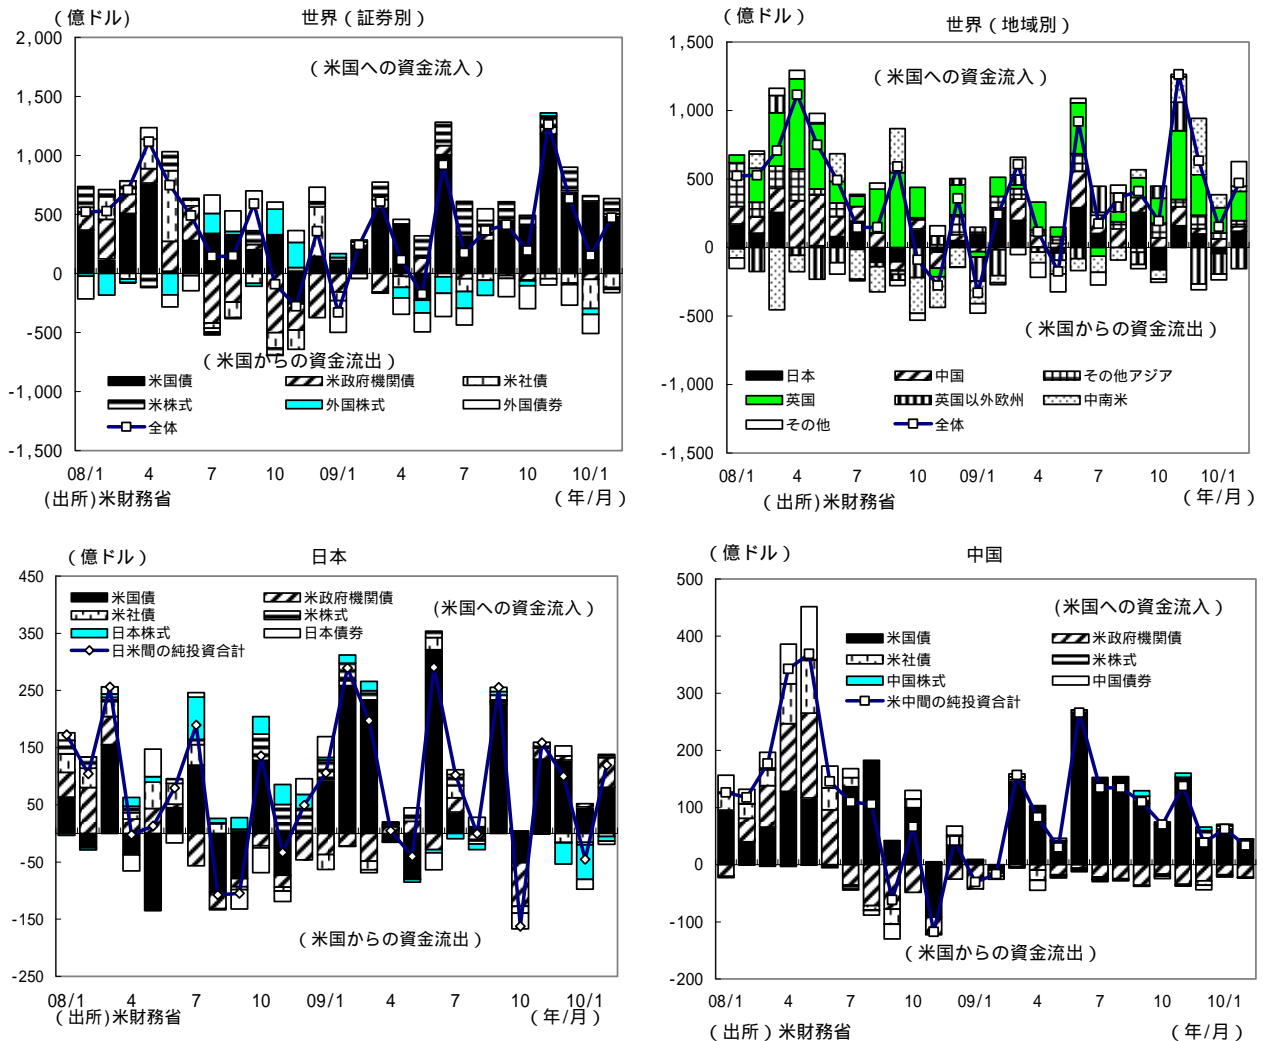 （億ドル）
世界（証券別）
（米国への資金流入）
2,000
1,500
1,000
500
0
-500
-1,000
-1,500
（米国からの資金流出）
米国債
米政府機関債
米社債
米株式
外国株式
外国債券
全体
08/1
4
7
10
09/1
4
7
10
10/1
(出所)米財務省
（年/月）
（億ドル）
世界（地域別）
（米国への資金流入）
1,500
1,000
500
0
-500
-1,000
-1,500
（米国からの資金流出）
日本
中国
その他アジア
英国
英国以外欧州
中南米
その他
全体
08/1
4
7
10
09/1
4
7
10
10/1
（出所)米財務省
（年/月）
（億ドル）
日本
450
350
250
150
50
-50
-150
-250
米国債
米政府機関債
米社債
米株式
日本株式
日本債券
日米間の純投資合計
(米国への資金流入）
（米国からの資金流出）
08/1
4
7
10
09/1
4
7
10
10/1
（出所)米財務省
（年/月）
（億ドル）
中国
500
400
300
200
100
0
-100
-200
(米国への資金流入）
米国債
米政府機関債
米社債
米株式
中国株式
中国債券
米中間の純投資合計
（米国からの資金流出）
08/1
4
7
10
09/1
4
7
10
10/1
（出所）米財務省
（年/月）